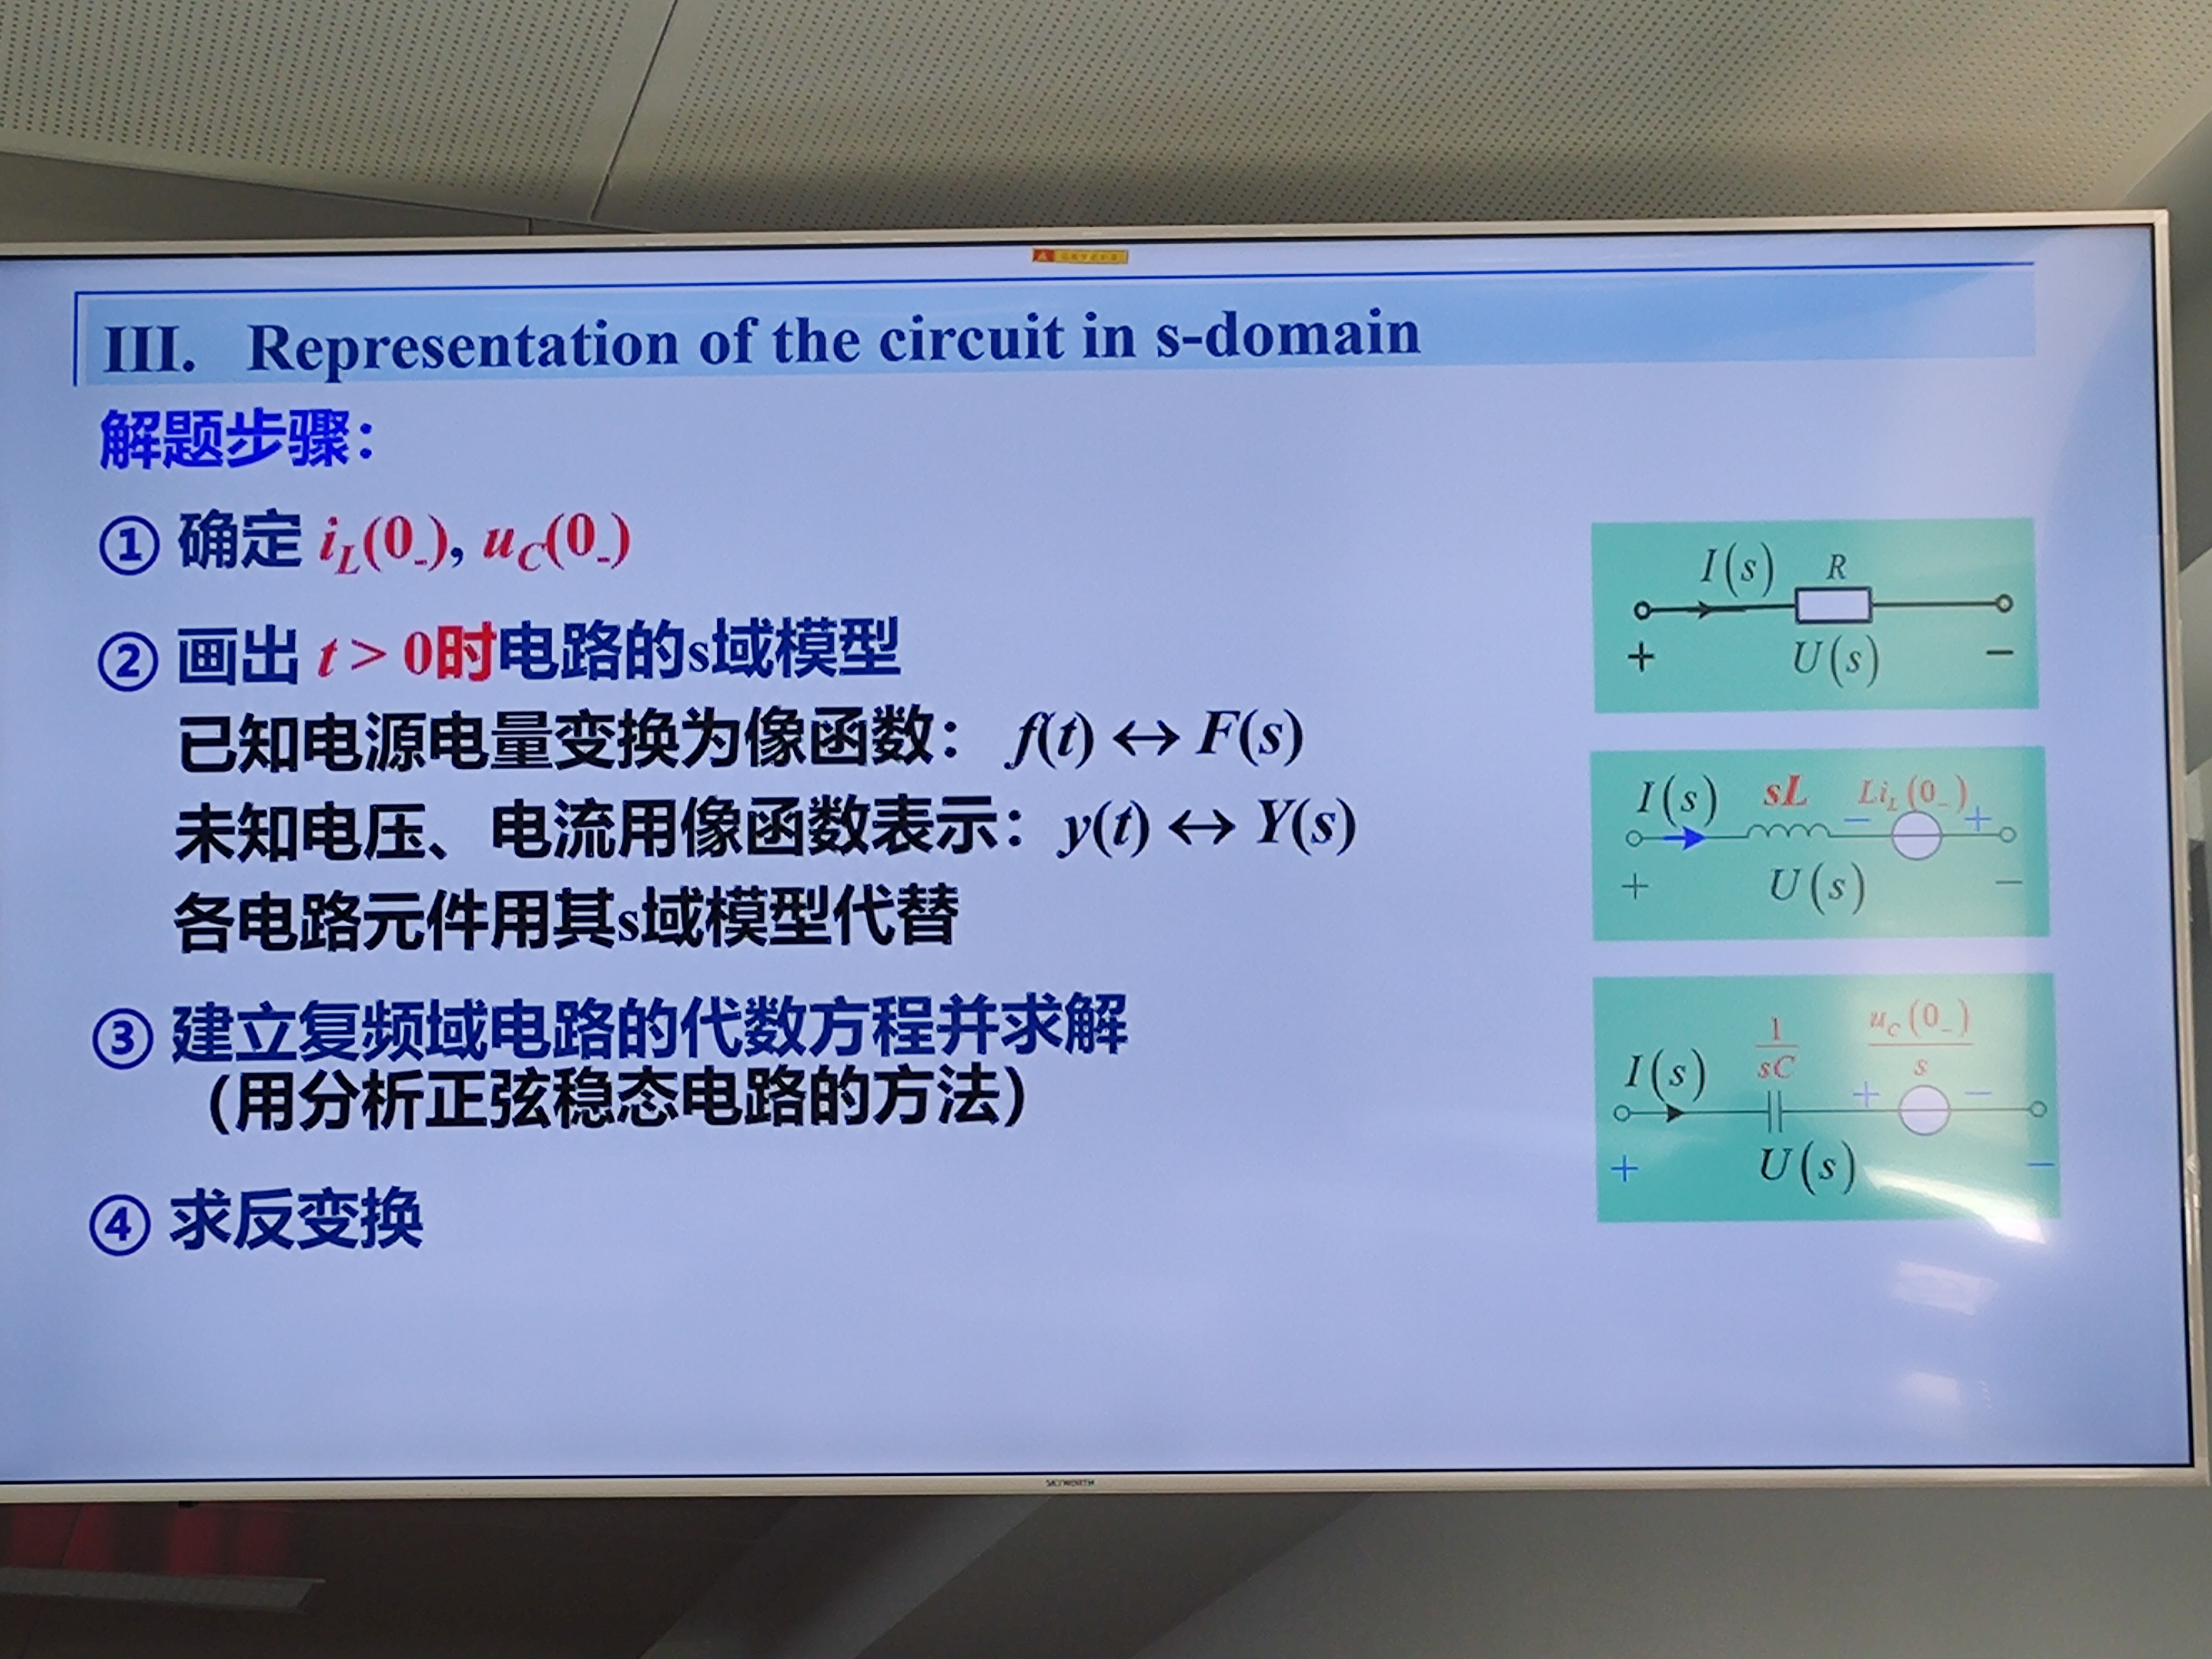 III. Representation of the circuit in s-domain
解题步骤：
① 确定 i_L(0_-), u_C(0_-)
② 画出 t > 0时电路的s域模型
已知电源电量变换为像函数： f(t) ↔ F(s)
未知电压、电流用像函数表示：y(t) ↔ Y(s)
各电路元件用其s域模型代替
③ 建立复频域电路的代数方程并求解
（用分析正弦稳态电路的方法）
④ 求反变换
I(s) R
+ U(s) −
I(s) sL Li_L(0_-)
− +
+ U(s) −
I(s) 1/sC u_C(0_-)/s
+ −
+ U(s) −
SKYWORTH